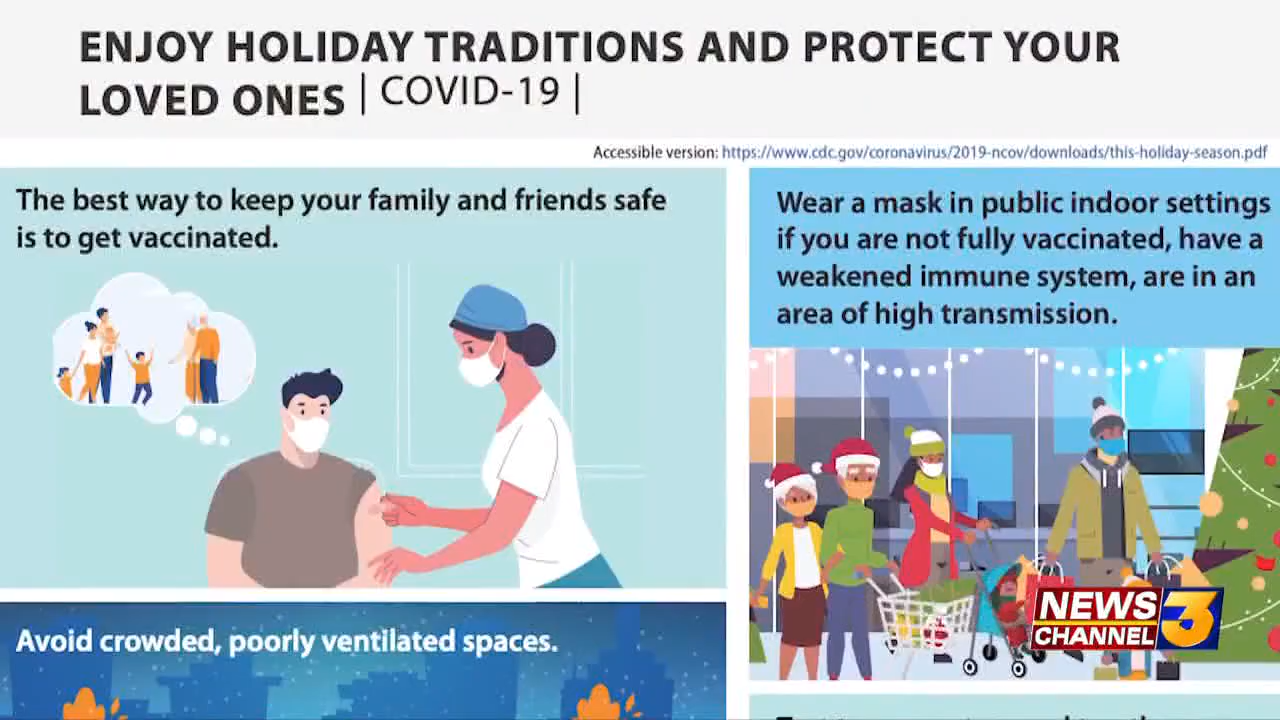 ENJOY HOLIDAY TRADITIONS AND PROTECT YOUR
LOVED ONES | COVID-19 |
Accessible version: https://www.cdc.gov/coronavirus/2019-ncov/downloads/this-holiday-season.pdf
The best way to keep your family and friends safe
is to get vaccinated.
Wear a mask in public indoor settings
if you are not fully vaccinated, have a
weakened immune system, are in an
area of high transmission.
Avoid crowded, poorly ventilated spaces.
NEWS
CHANNEL 3